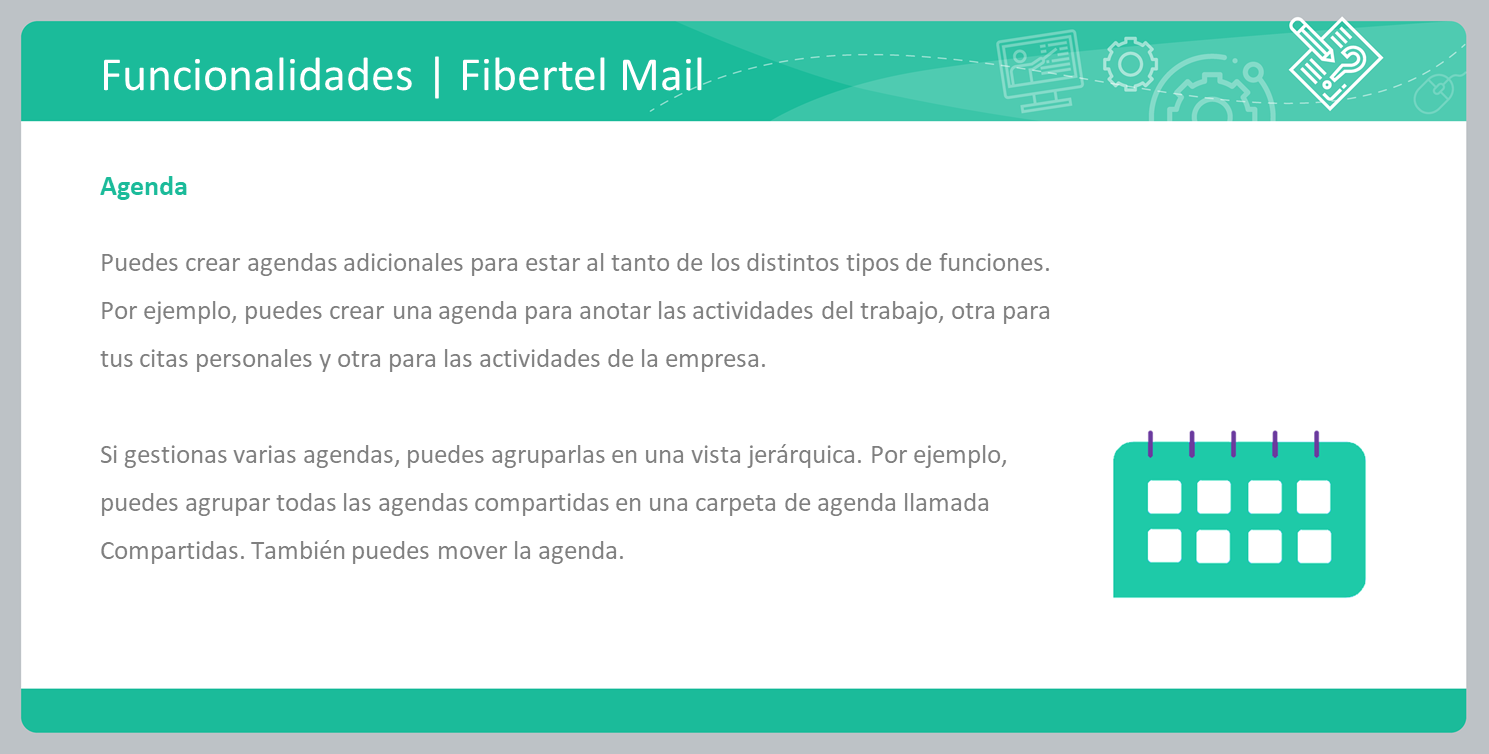 Funcionalidades | Fibertel Mail
Agenda
Puedes crear agendas adicionales para estar al tanto de los distintos tipos de funciones.
Por ejemplo, puedes crear una agenda para anotar las actividades del trabajo, otra para
tus citas personales y otra para las actividades de la empresa.
Si gestionas varias agendas, puedes agruparlas en una vista jerárquica. Por ejemplo,
puedes agrupar todas las agendas compartidas en una carpeta de agenda llamada
Compartidas. También puedes mover la agenda.